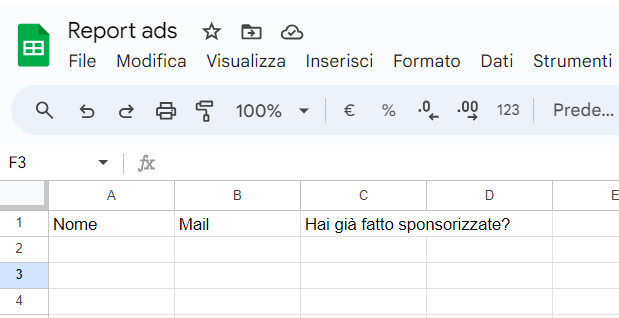 Report ads
File Modifica Visualizza Inserisci Formato Dati Strumenti
100% € % .0 .00 123 Prede...
F3 fx
A B C D E
1 Nome Mail Hai già fatto sponsorizzate?
2
3
4